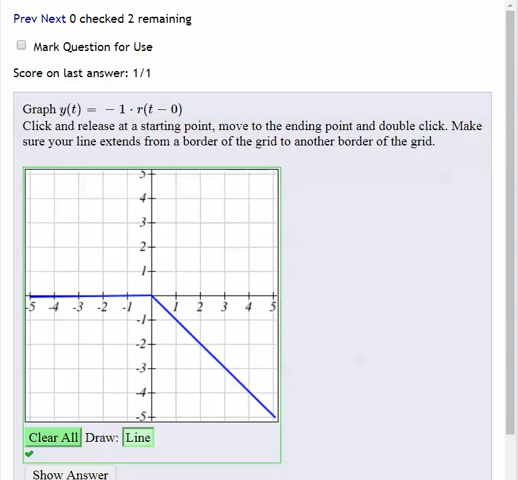 Prev Next 0 checked 2 remaining
Mark Question for Use
Score on last answer: 1/1
Graph y(t) = − 1 · r(t − 0)
Click and release at a starting point, move to the ending point and double click. Make
sure your line extends from a border of the grid to another border of the grid.
5
4
3
2
1
-5 -4 -3 -2 -1 1 2 3 4 5
-1
-2
-3
-4
-5
Clear All Draw: Line
Show Answer